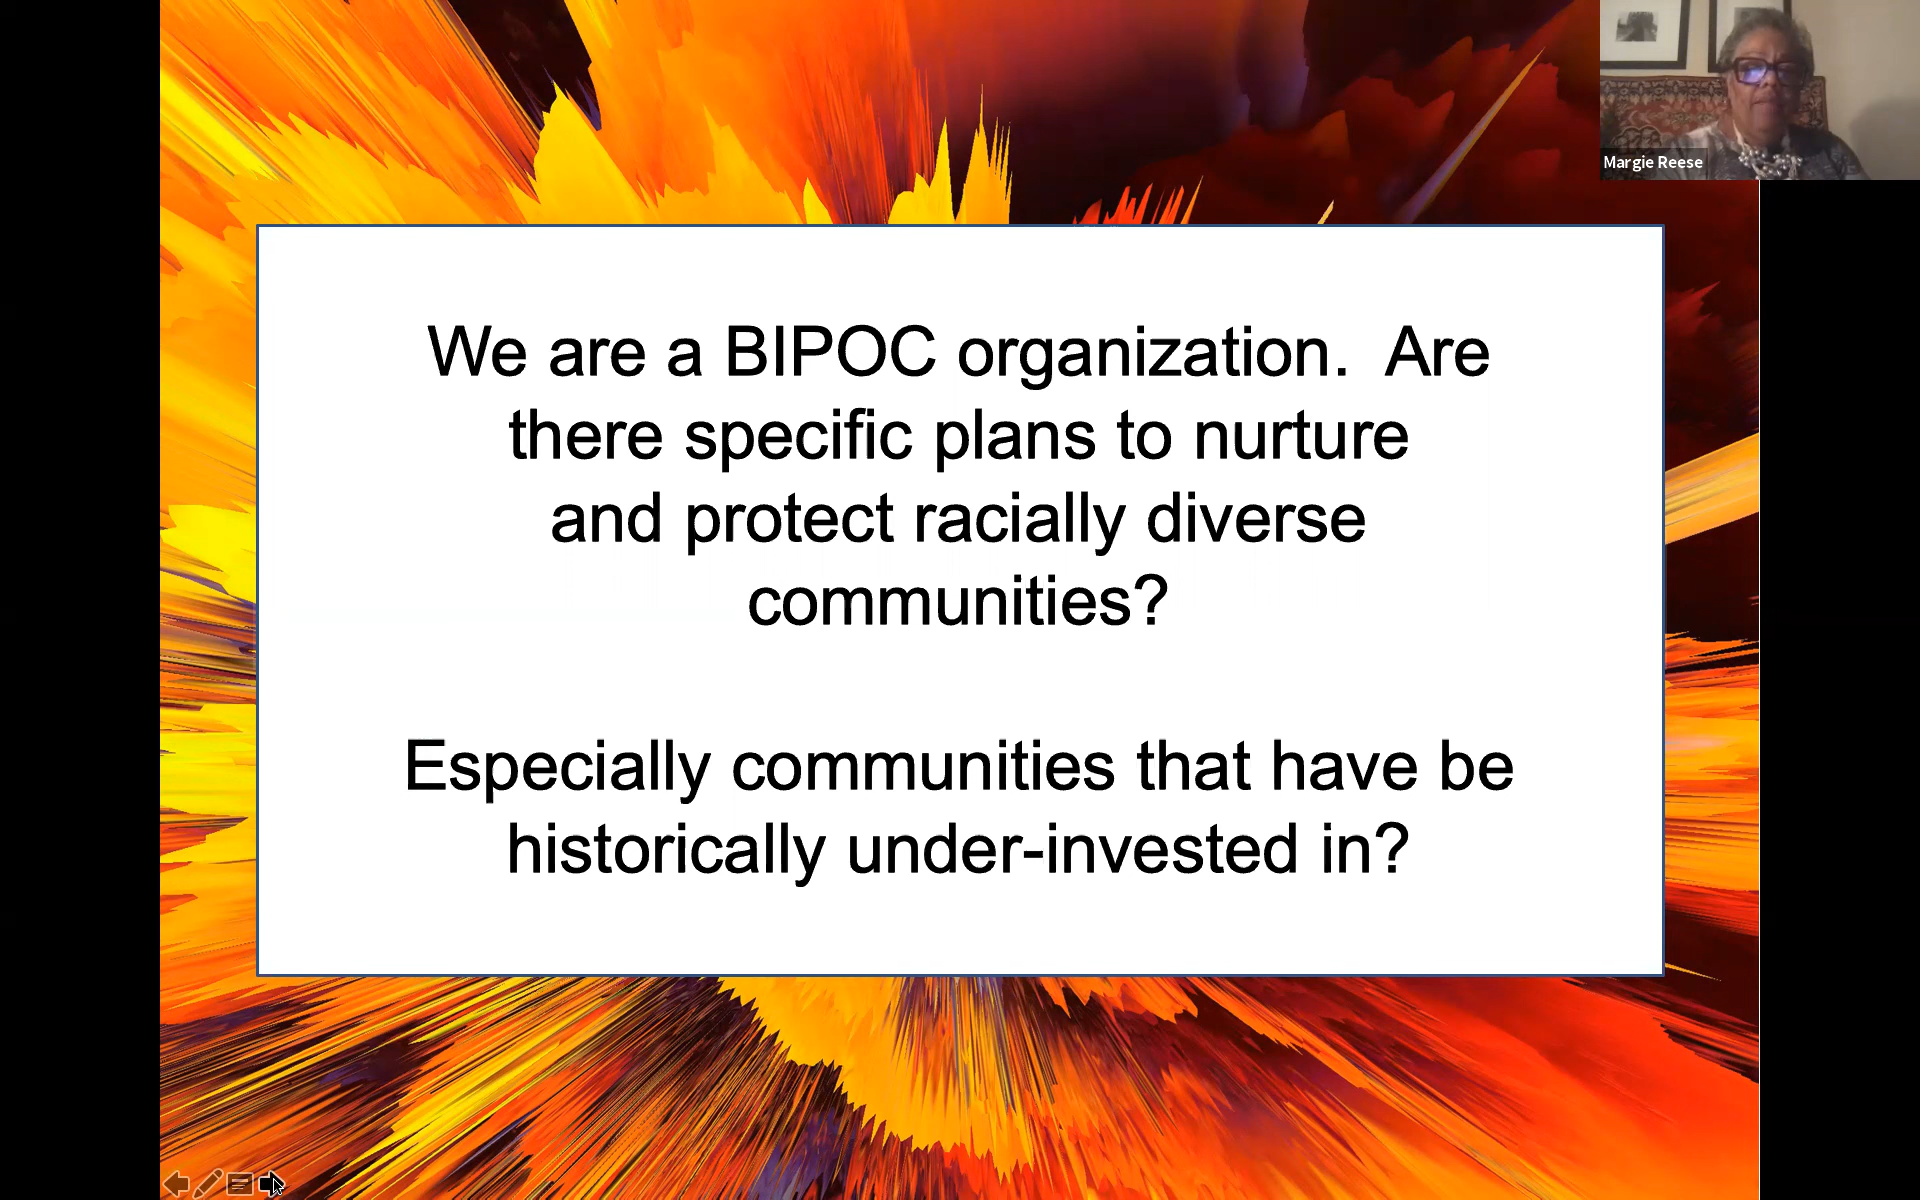 Margie Reese
We are a BIPOC organization.  Are
there specific plans to nurture
and protect racially diverse
communities?
Especially communities that have be
historically under-invested in?